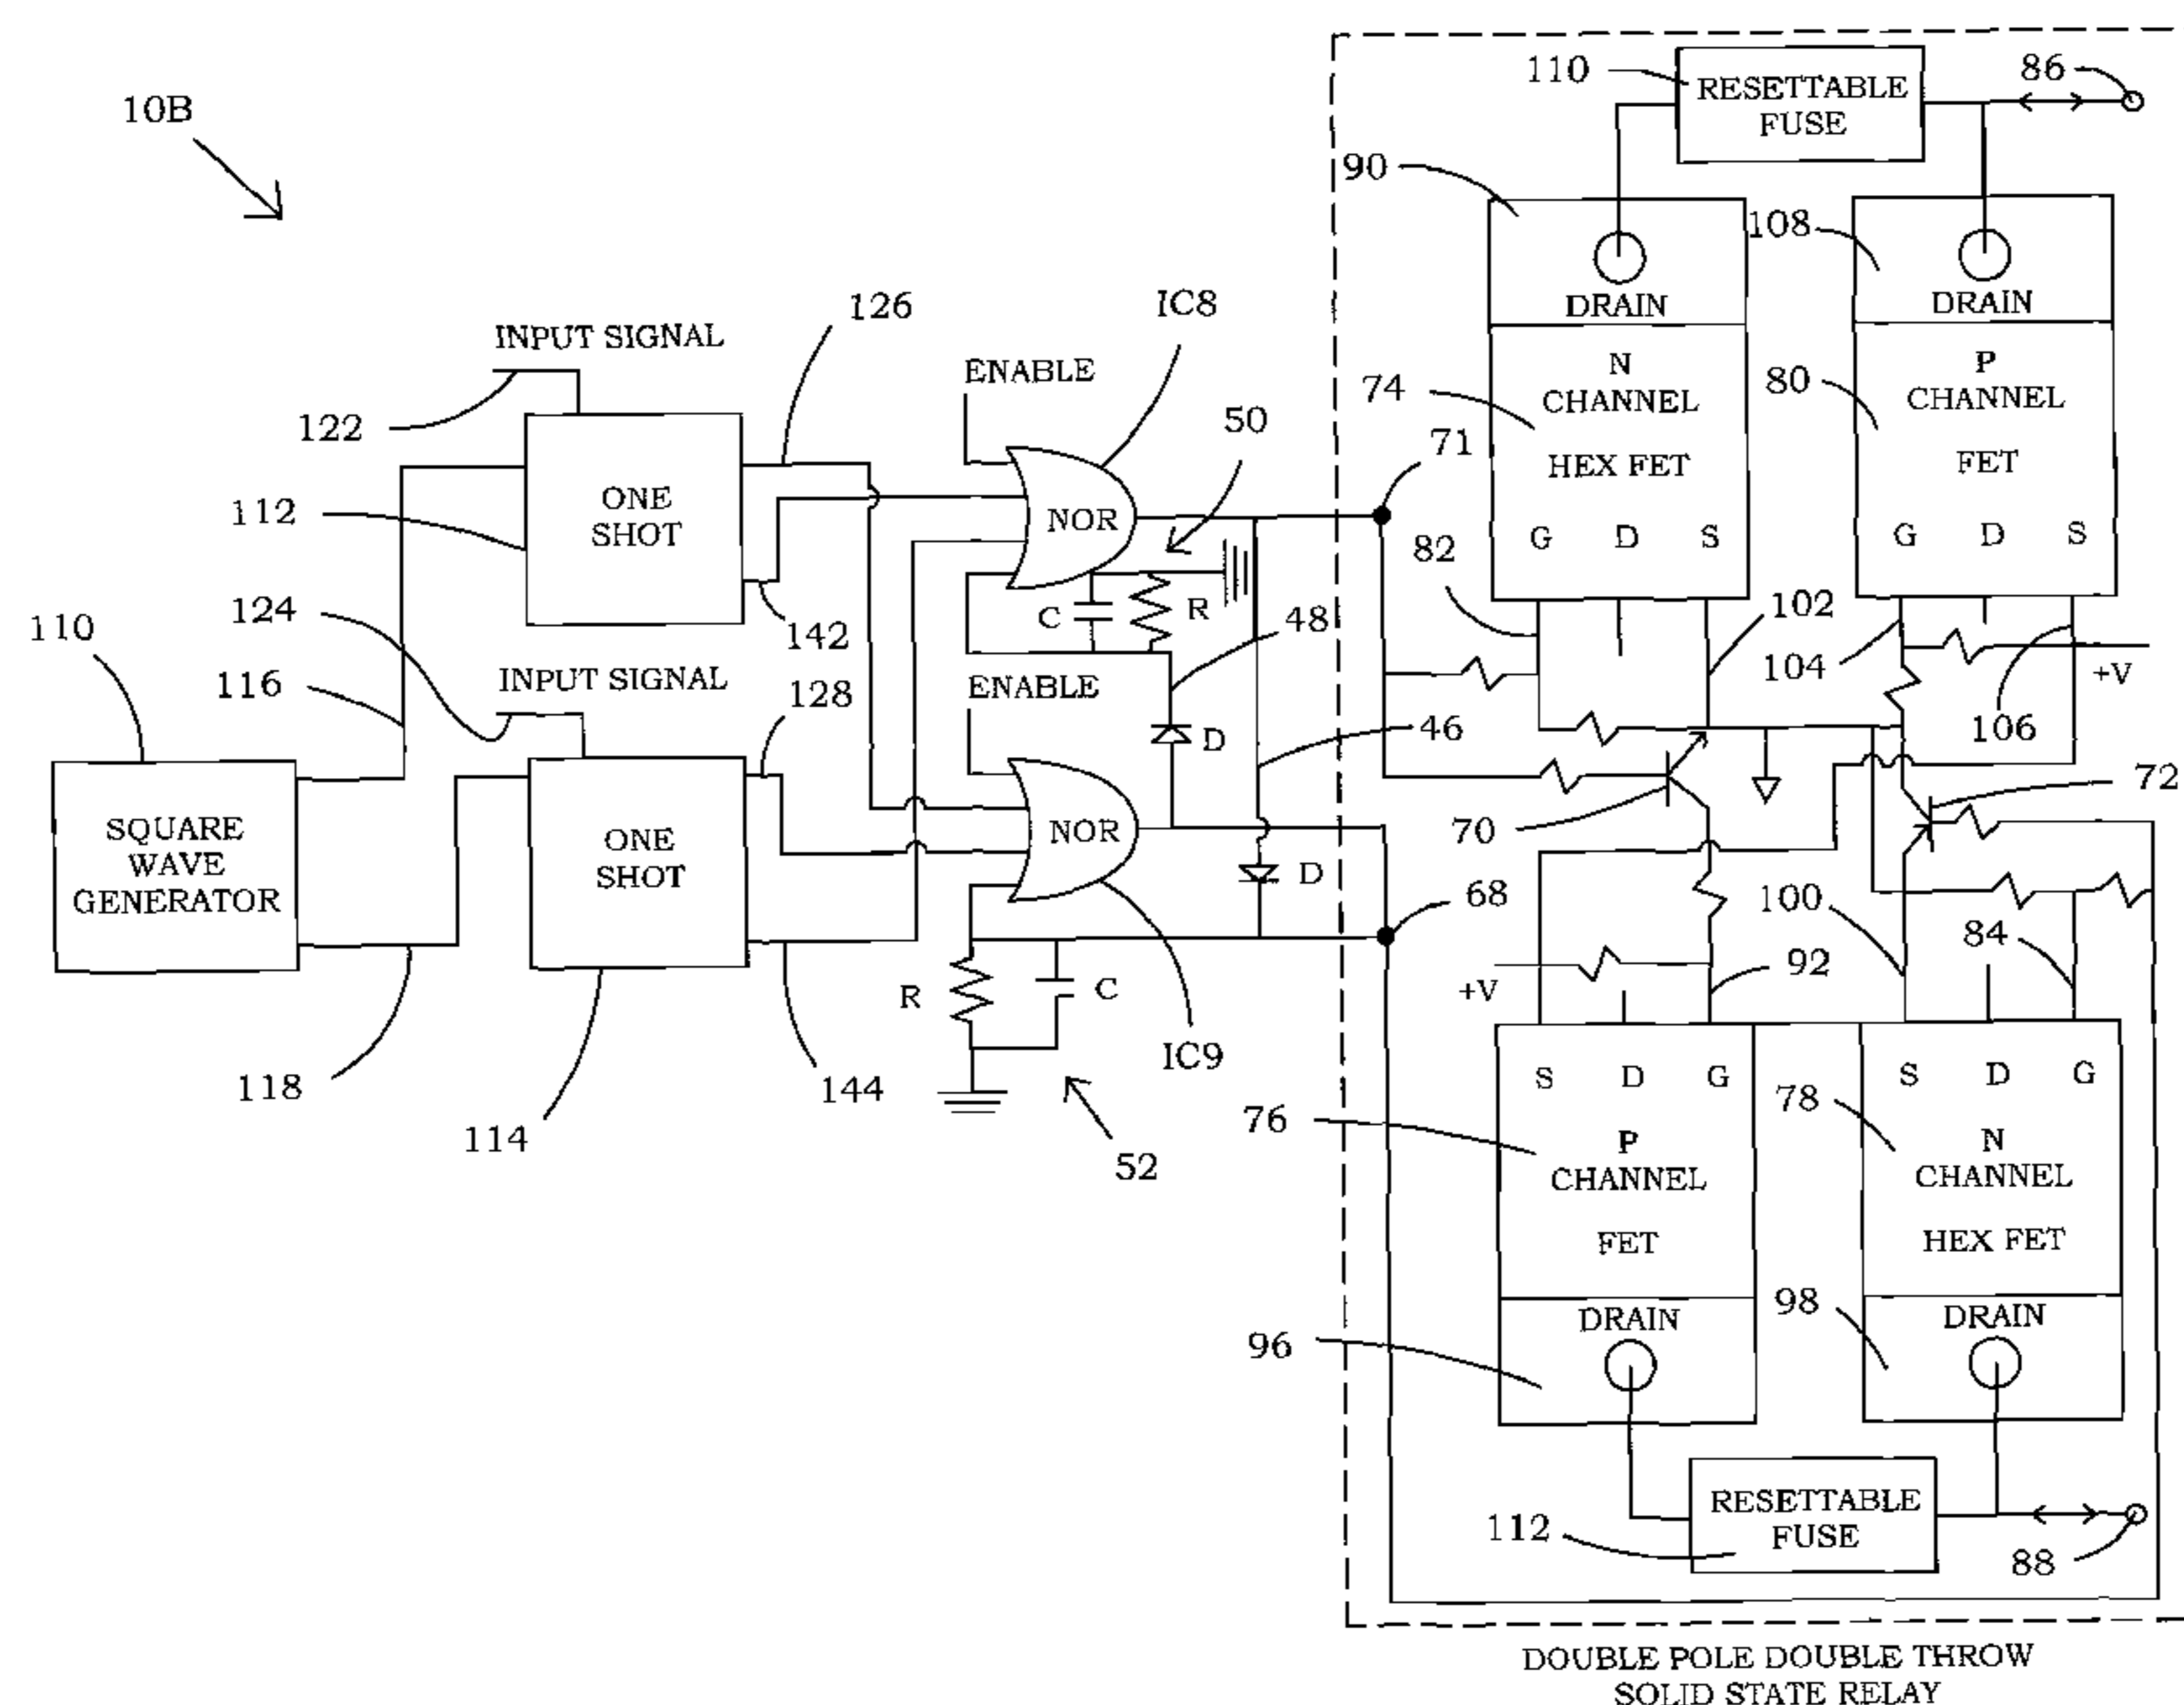 10B
110
RESETTABLE
FUSE
86
90
108
DRAIN
DRAIN
N
CHANNEL
HEX FET
G D S
74
P
CHANNEL
FET
G D S
80
INPUT SIGNAL
122
126
IC8
ENABLE
50
71
ONE
SHOT
112
NOR
82
102
124
142
C
R
48
104
+V
106
110
116
INPUT SIGNAL
128
ENABLE
D
46
72
70
SQUARE
WAVE
GENERATOR
ONE
SHOT
NOR
D
68
100
84
92
+V
R
C
118
114
144
IC9
52
S D G
76
P
CHANNEL
FET
S D G
78
N
CHANNEL
HEX FET
DRAIN
96
98
DRAIN
RESETTABLE
FUSE
112
88
DOUBLE POLE DOUBLE THROW
SOLID STATE RELAY